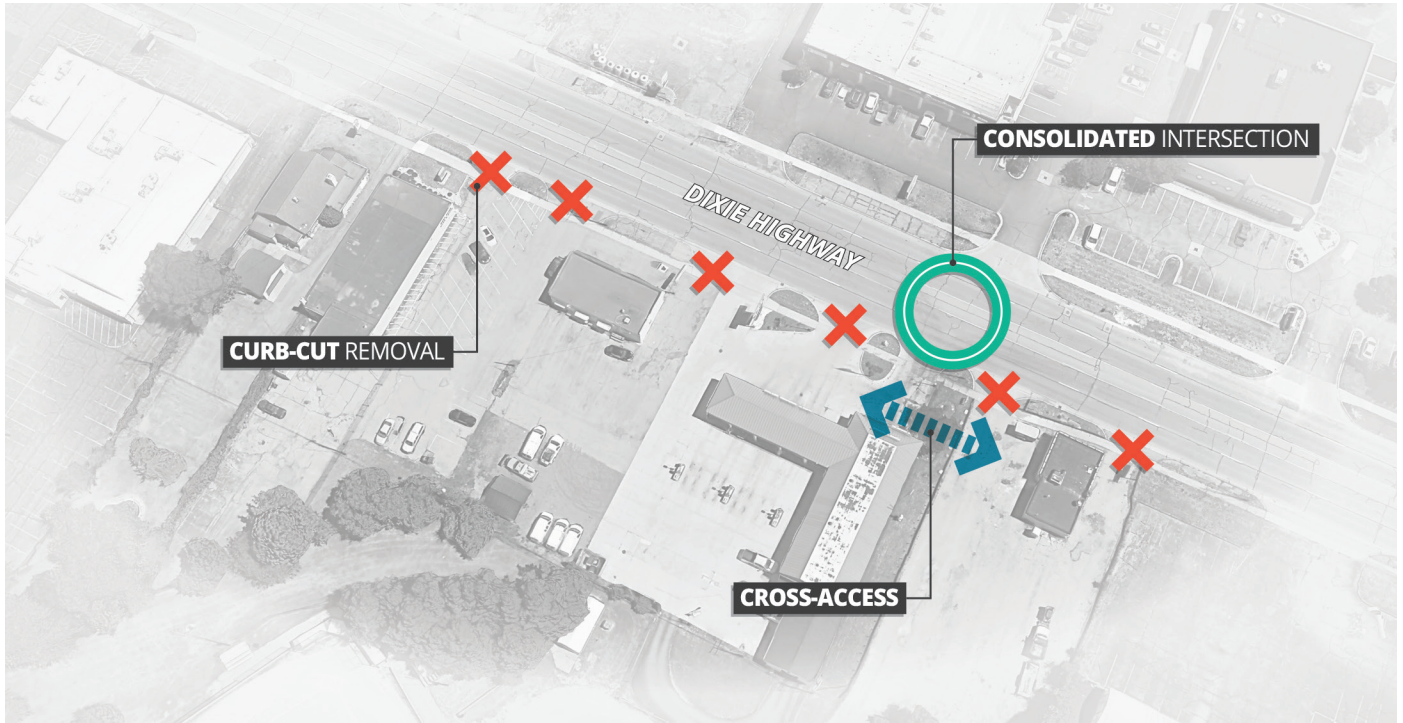 CONSOLIDATED INTERSECTION
DIXIE HIGHWAY
CURB-CUT REMOVAL
CROSS-ACCESS